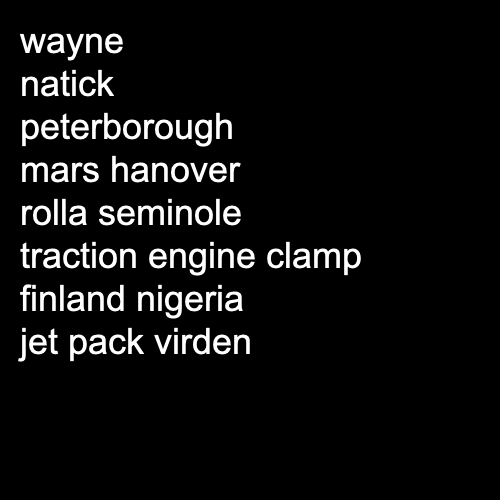 wayne
natick
peterborough
mars hanover
rolla seminole
traction engine clamp
finland nigeria
jet pack virden